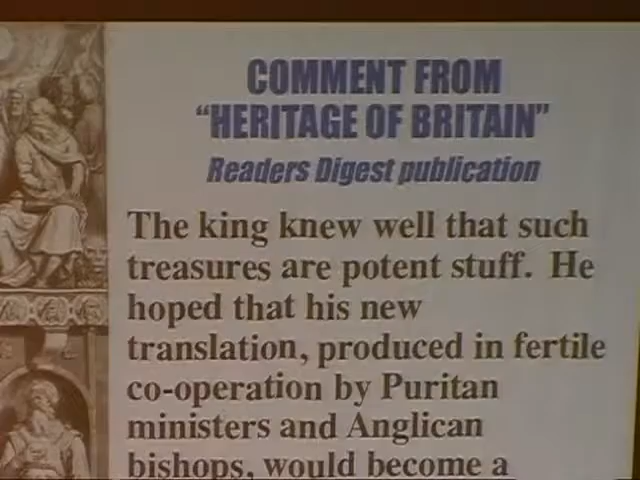 COMMENT FROM
“HERITAGE OF BRITAIN”
Readers Digest publication
The king knew well that such
treasures are potent stuff. He
hoped that his new
translation, produced in fertile
co-operation by Puritan
ministers and Anglican
bishops, would become a